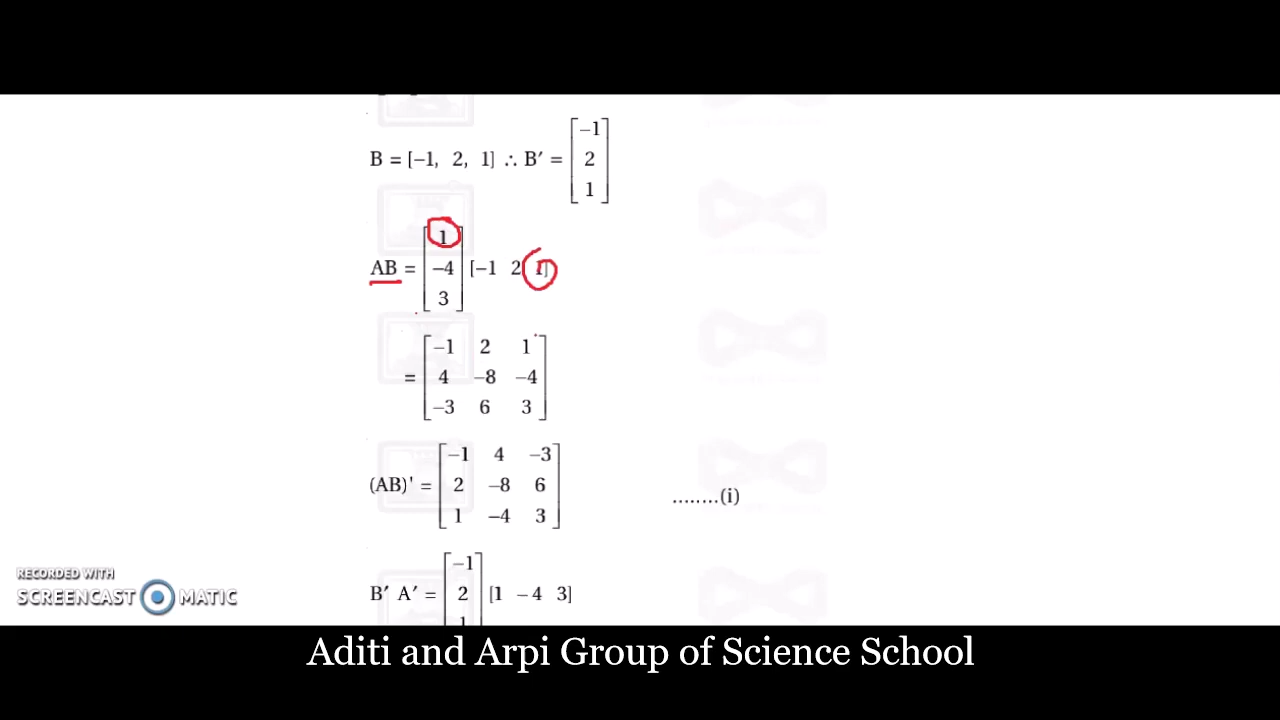 B = [−1, 2, 1] ∴ B′ = [−1
2
1]
AB = [1
−4
3] [−1 2 1]
= [−1 2 1
4 −8 −4
−3 6 3]
(AB)' = [−1 4 −3
2 −8 6
1 −4 3] ........(i)
B′ A′ = [−1
2
1 [1 −4 3]
RECORDED WITH
SCREENCAST MATIC
Aditi and Arpi Group of Science School